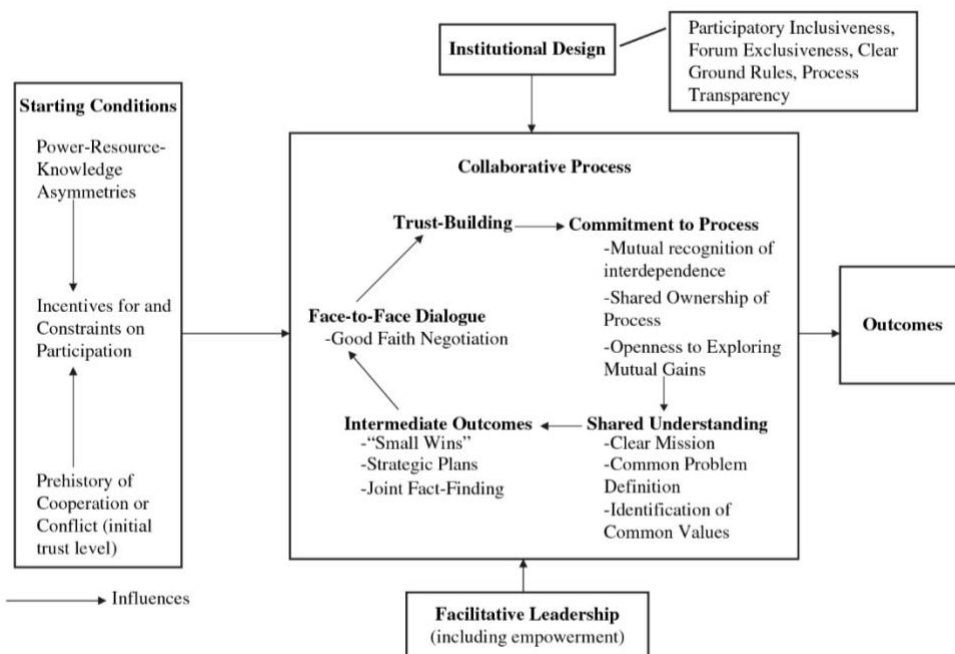 Institutional Design
Participatory Inclusiveness,
Forum Exclusiveness, Clear
Ground Rules, Process
Transparency
Starting Conditions
Power-Resource-
Knowledge
Asymmetries
Incentives for and
Constraints on
Participation
Prehistory of
Cooperation or
Conflict (initial
trust level)
Influences
Collaborative Process
Trust-Building
Commitment to Process
-Mutual recognition of
interdependence
-Shared Ownership of
Process
-Openness to Exploring
Mutual Gains
Face-to-Face Dialogue
-Good Faith Negotiation
Intermediate Outcomes
-“Small Wins”
-Strategic Plans
-Joint Fact-Finding
Shared Understanding
-Clear Mission
-Common Problem
Definition
-Identification of
Common Values
Outcomes
Facilitative Leadership
(including empowerment)